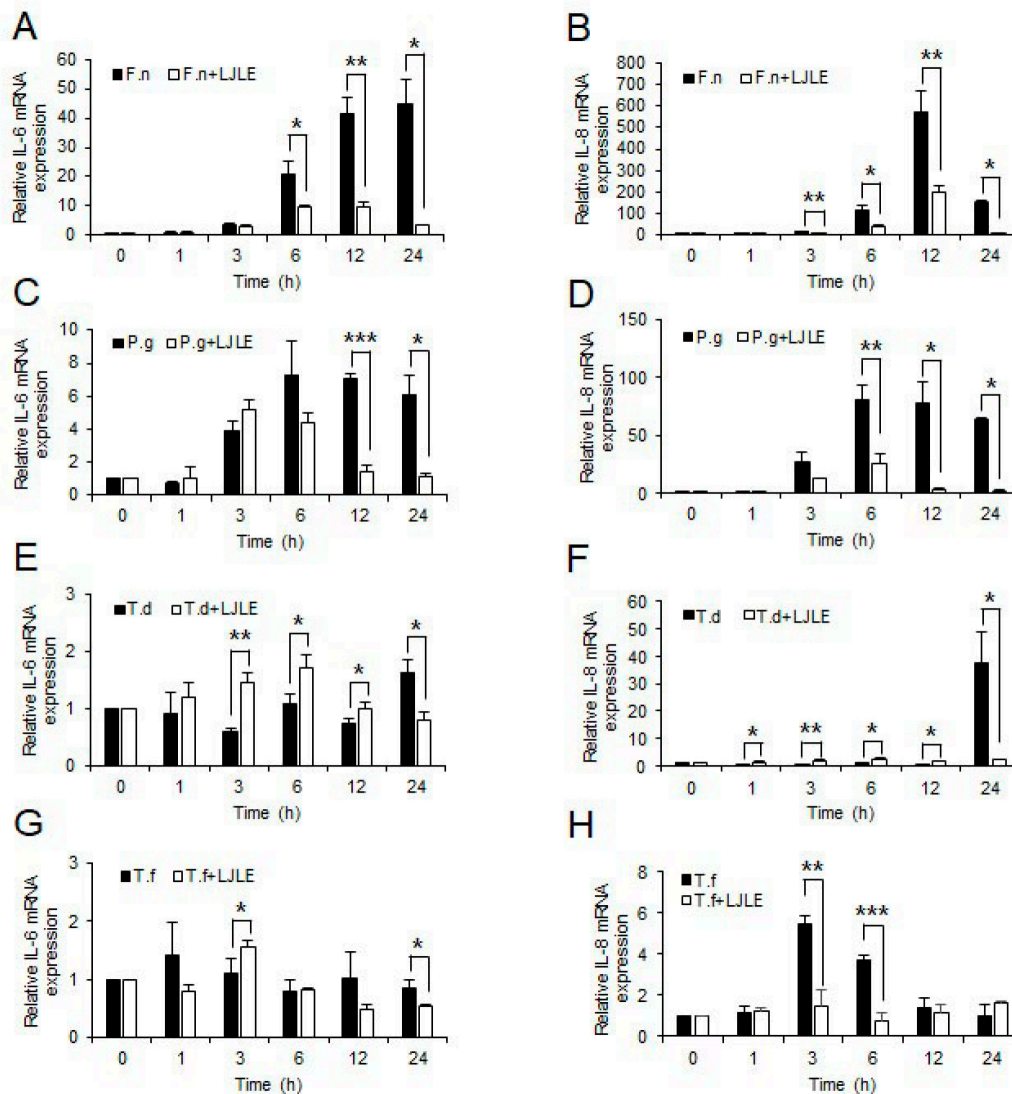 A
Relative IL-6 mRNA
expression
60
50
40
30
20
10
0
F.n F.n+LJLE
* ** *
0 1 3 6 12 24
Time (h)
B
Relative IL-8 mRNA
expression
800
700
600
500
400
300
200
100
0
F.n F.n+LJLE
** * ** *
0 1 3 6 12 24
Time (h)
C
Relative IL-6 mRNA
expression
10
8
6
4
2
0
P.g P.g+LJLE
*** *
0 1 3 6 12 24
Time (h)
D
Relative IL-8 mRNA
expression
150
100
50
0
P.g P.g+LJLE
** * *
0 1 3 6 12 24
Time (h)
E
Relative IL-6 mRNA
expression
3
2
1
0
T.d T.d+LJLE
** * * *
0 1 3 6 12 24
Time (h)
F
Relative IL-8 mRNA
expression
60
50
40
30
20
10
0
T.d T.d+LJLE
* ** * * *
0 1 3 6 12 24
Time (h)
G
Relative IL-6 mRNA
expression
3
2
1
0
T.f T.f+LJLE
* *
0 1 3 6 12 24
Time (h)
H
Relative IL-8 mRNA
expression
8
6
4
2
0
T.f
T.f+LJLE
** ***
0 1 3 6 12 24
Time (h)